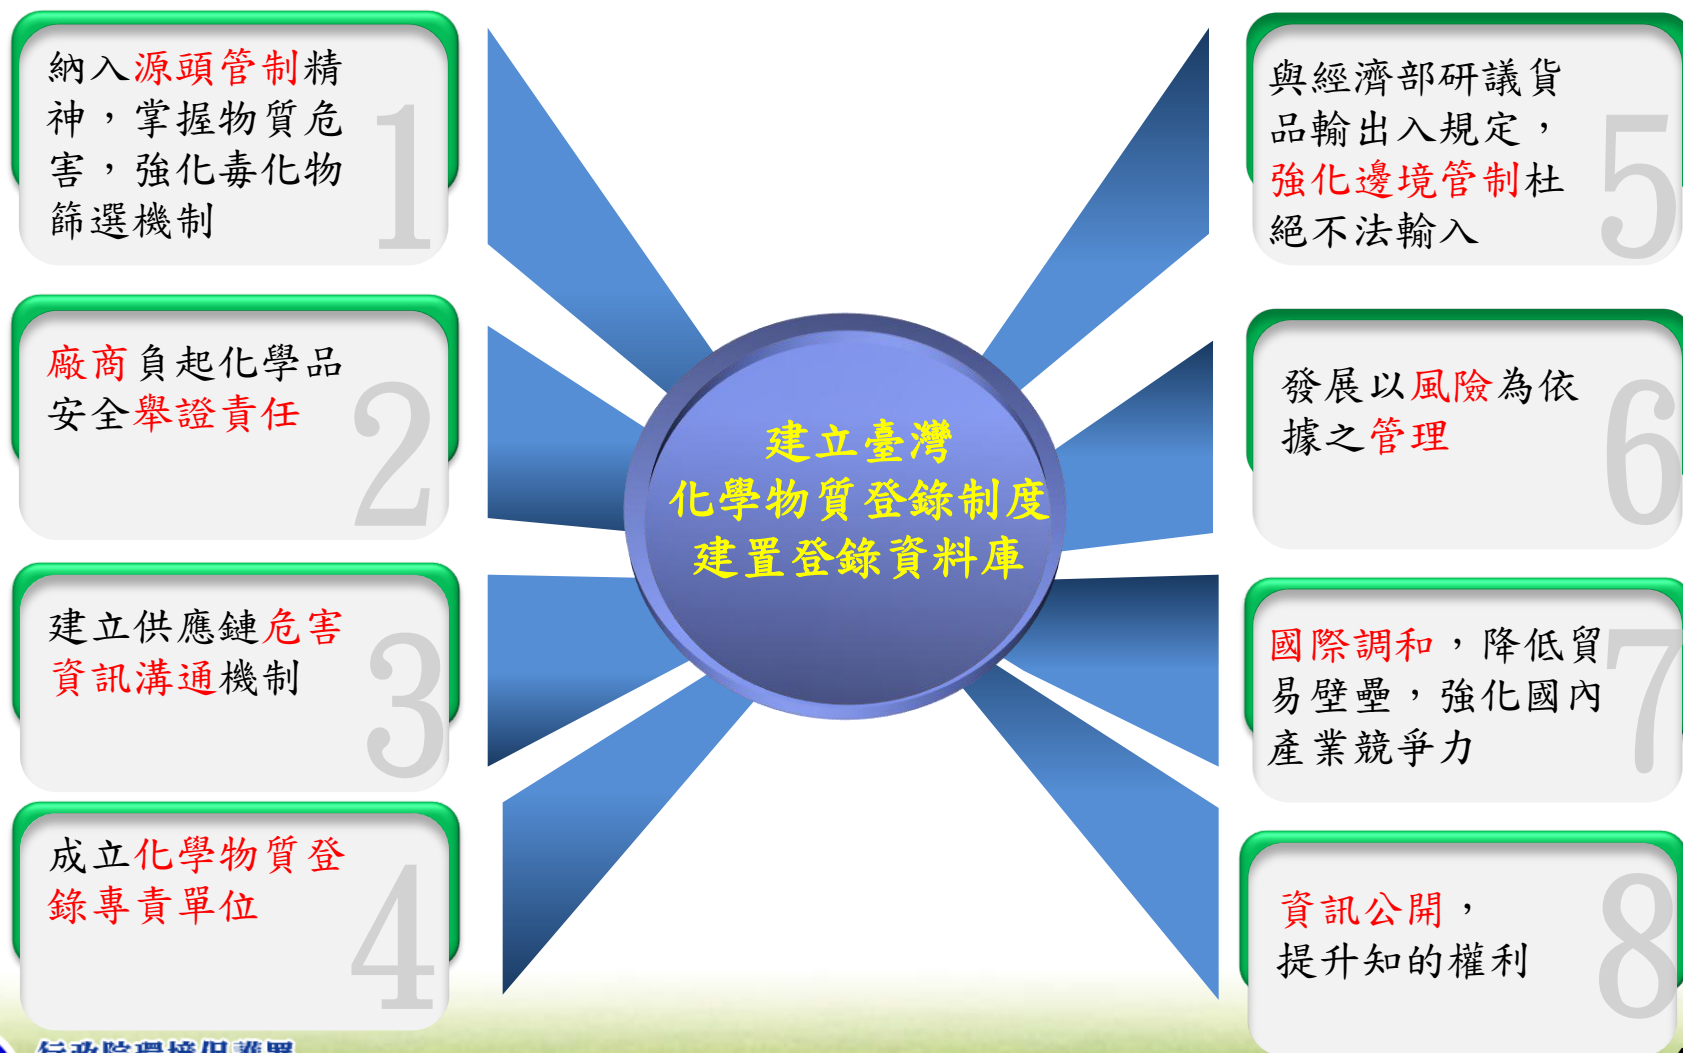 納入源頭管制精
神，掌握物質危
害，強化毒化物
篩選機制
1
廠商負起化學品
安全舉證責任
2
建立供應鏈危害
資訊溝通機制
3
成立化學物質登
錄專責單位
4
建立臺灣
化學物質登錄制度
建置登錄資料庫
與經濟部研議貨
品輸出入規定，
強化邊境管制杜
絕不法輸入
5
發展以風險為依
據之管理
6
國際調和，降低貿
易壁壘，強化國內
產業競爭力
7
資訊公開，
提升知的權利
8
行政院環境保護署